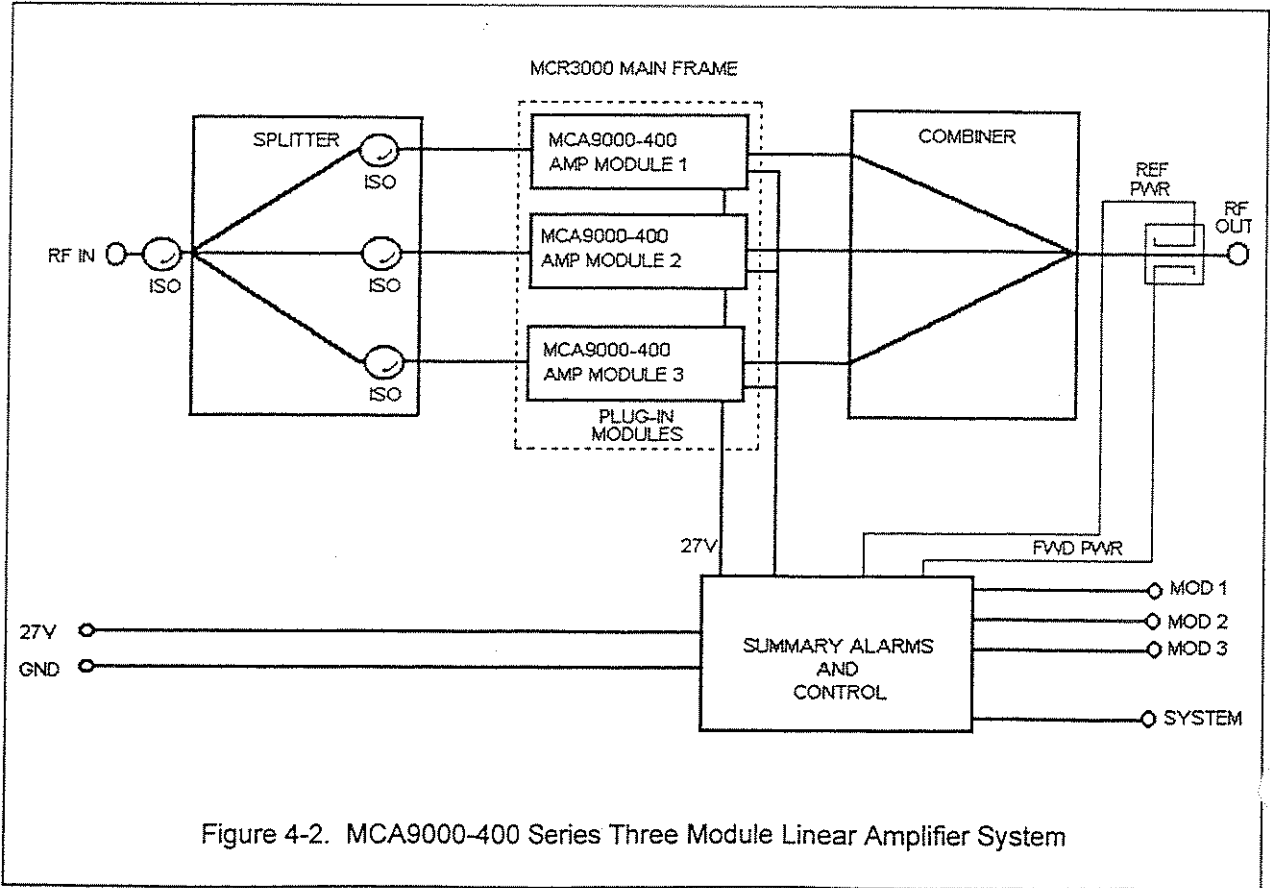 MCR3000 MAIN FRAME
SPLITTER
ISO
ISO
ISO
ISO
RF IN
MCA9000-400
AMP MODULE 1
MCA9000-400
AMP MODULE 2
MCA9000-400
AMP MODULE 3
PLUG-IN
MODULES
COMBINER
REF
PWR
RF
OUT
27V
FWD PWR
27V
GND
SUMMARY ALARMS
AND
CONTROL
MOD 1
MOD 2
MOD 3
SYSTEM
Figure 4-2. MCA9000-400 Series Three Module Linear Amplifier System